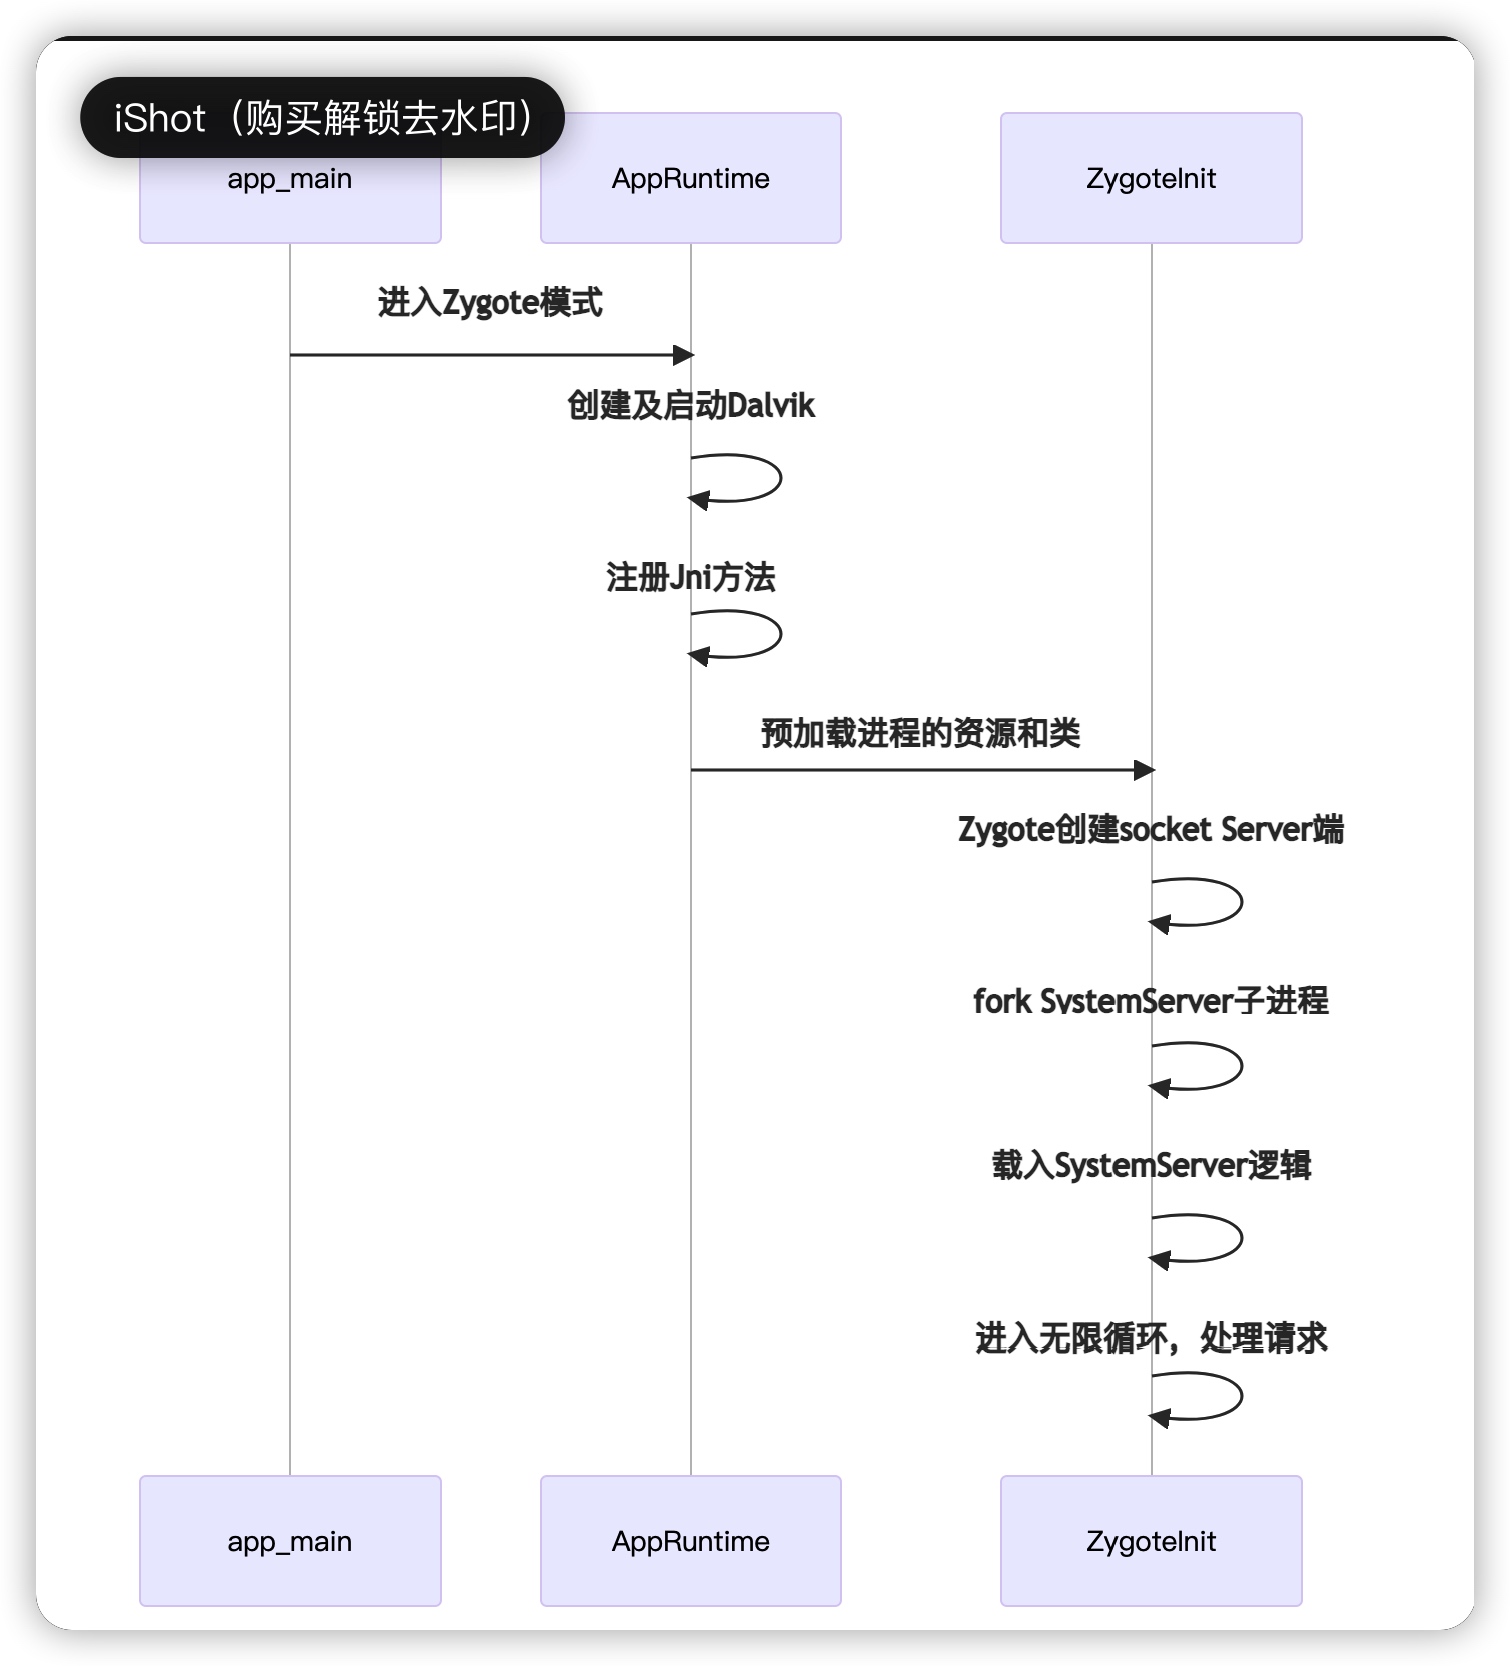 iShot（购买解锁去水印）
app_main
AppRuntime
ZygoteInit
进入Zygote模式
创建及启动Dalvik
注册Jni方法
预加载进程的资源和类
Zygote创建socket Server端
fork SystemServer子进程
载入SystemServer逻辑
进入无限循环，处理请求
app_main
AppRuntime
ZygoteInit